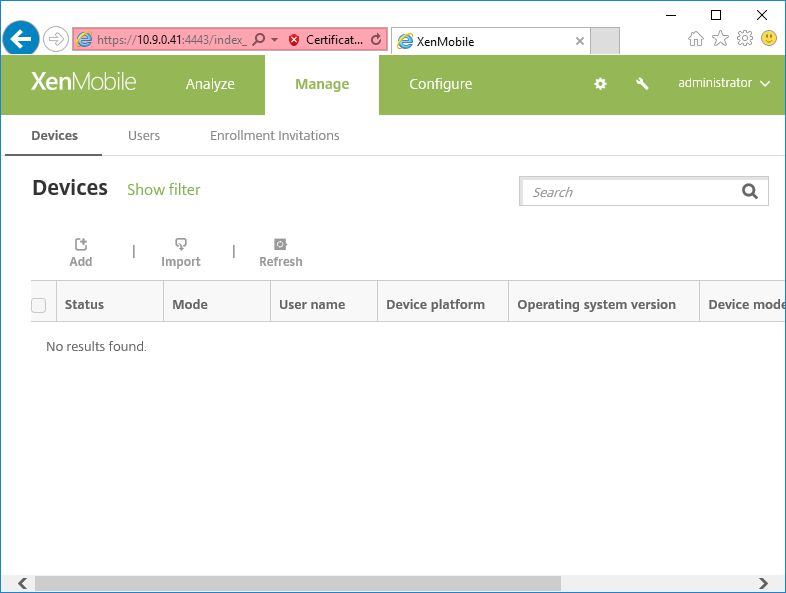 https://10.9.0.41:4443/index_ Certificat... XenMobile
XenMobile Analyze Manage Configure administrator
Devices Users Enrollment Invitations
Devices Show filter Search
Add | Import | Refresh
Status Mode User name Device platform Operating system version Device mode
No results found.